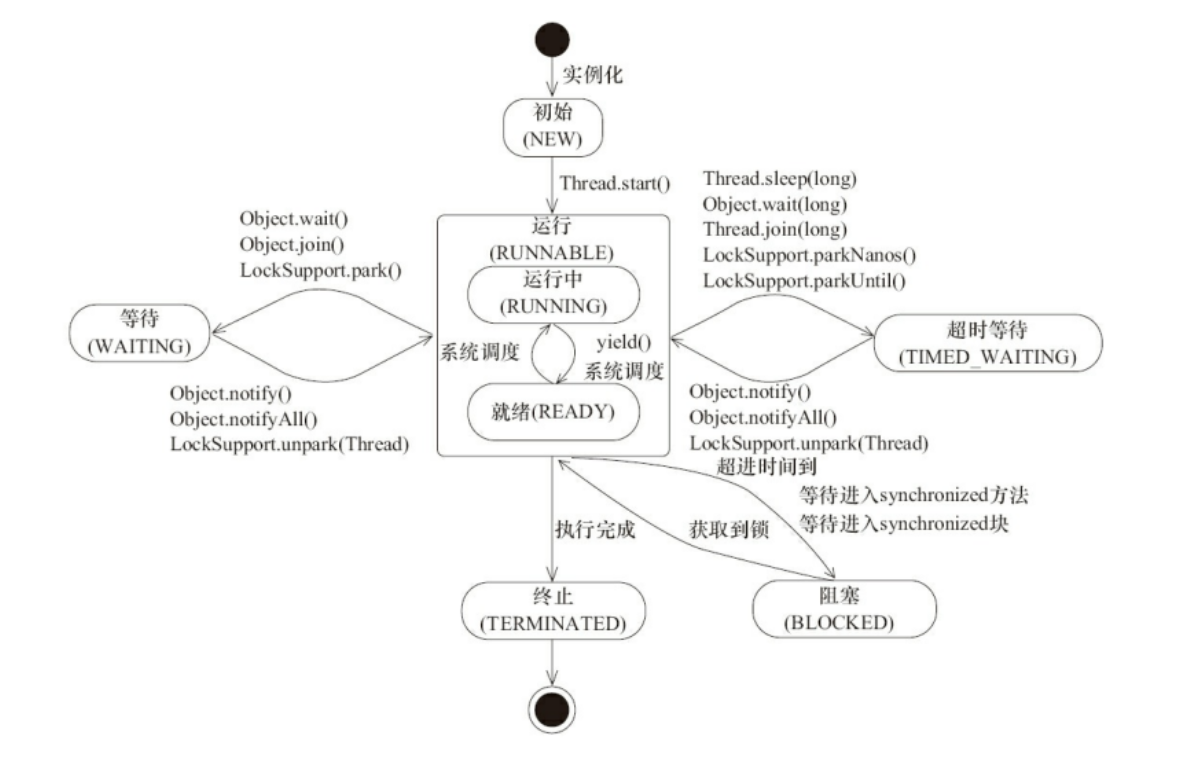 实例化
初始
(NEW)
Thread.start()
Object.wait()
Object.join()
LockSupport.park()
等待
(WAITING)
Object.notify()
Object.notifyAll()
LockSupport.unpark(Thread)
运行
(RUNNABLE)
运行中
(RUNNING)
系统调度
yield()
系统调度
就绪(READY)
Thread.sleep(long)
Object.wait(long)
Thread.join(long)
LockSupport.parkNanos()
LockSupport.parkUntil()
超时等待
(TIMED_WAITING)
Object.notify()
Object.notifyAll()
LockSupport.unpark(Thread)
超进时间到
等待进入synchronized方法
等待进入synchronized块
获取到锁
执行完成
终止
(TERMINATED)
阻塞
(BLOCKED)